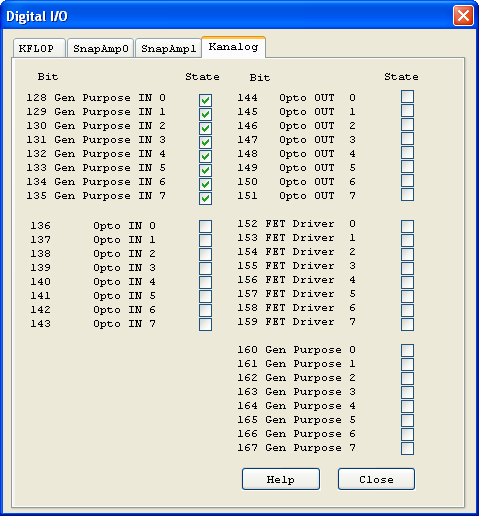 Digital I/O
KFLOP SnapAmp0 SnapAmp1 Kanalog
Bit State Bit State
128 Gen Purpose IN 0 144 Opto OUT 0
129 Gen Purpose IN 1 145 Opto OUT 1
130 Gen Purpose IN 2 146 Opto OUT 2
131 Gen Purpose IN 3 147 Opto OUT 3
132 Gen Purpose IN 4 148 Opto OUT 4
133 Gen Purpose IN 5 149 Opto OUT 5
134 Gen Purpose IN 6 150 Opto OUT 6
135 Gen Purpose IN 7 151 Opto OUT 7
136 Opto IN 0 152 FET Driver 0
137 Opto IN 1 153 FET Driver 1
138 Opto IN 2 154 FET Driver 2
139 Opto IN 3 155 FET Driver 3
140 Opto IN 4 156 FET Driver 4
141 Opto IN 5 157 FET Driver 5
142 Opto IN 6 158 FET Driver 6
143 Opto IN 7 159 FET Driver 7
160 Gen Purpose 0
161 Gen Purpose 1
162 Gen Purpose 2
163 Gen Purpose 3
164 Gen Purpose 4
165 Gen Purpose 5
166 Gen Purpose 6
167 Gen Purpose 7
Help Close